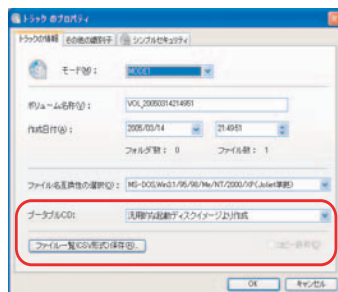 トラック のプロパティ
トラックの情報 その他の識別子 シンプルセキュリティ
モード(M): MODE1
ボリューム名称(V): VOL_20050314214951
作成日付(A): 2005/03/14 21:49:51
フォルダ数: 0 ファイル数: 1
ファイル名互換性の選択(C): MS-DOS,Win3.1/95/98/Me/NT/2000/XP(Joliet準拠)
ブータブルCD: 汎用的な起動ディスクイメージより作成
ファイル一覧(CSV形式)保存(B)...
OK キャンセル